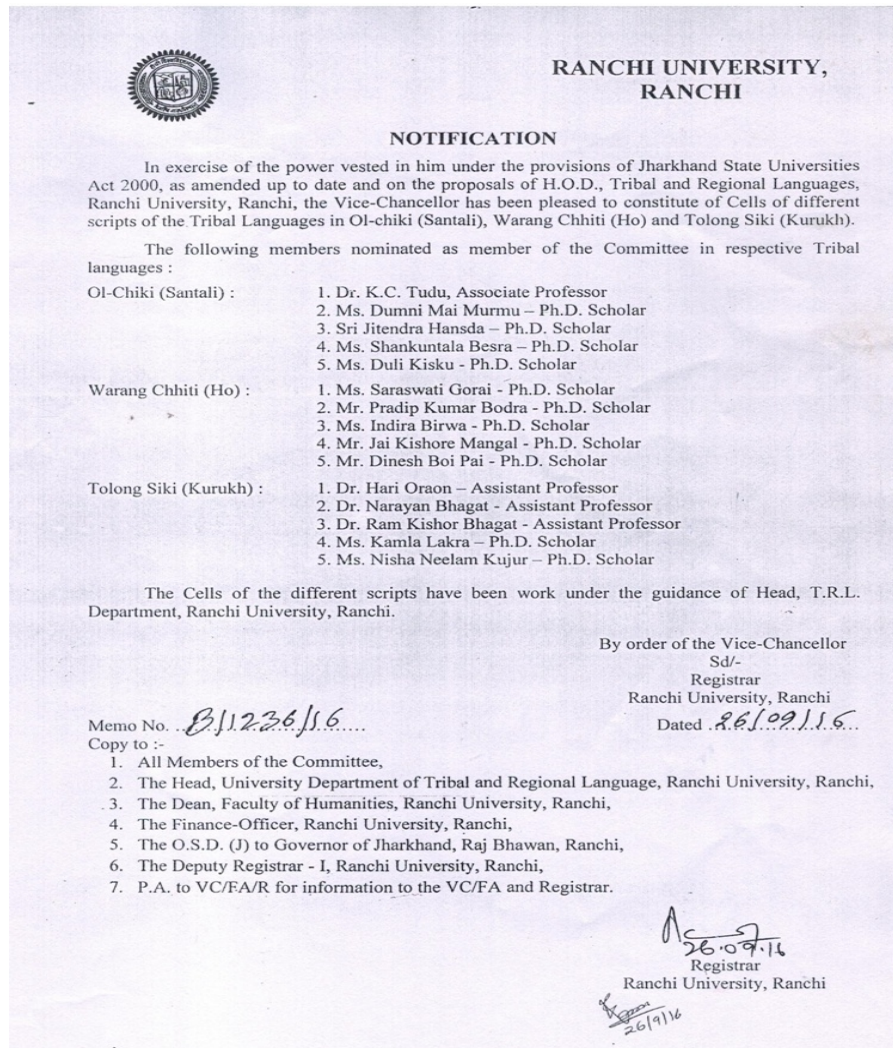 RANCHI UNIVERSITY,
RANCHI
NOTIFICATION
In exercise of the power vested in him under the provisions of Jharkhand State Universities
Act 2000, as amended up to date and on the proposals of H.O.D., Tribal and Regional Languages,
Ranchi University, Ranchi, the Vice-Chancellor has been pleased to constitute of Cells of different
scripts of the Tribal Languages in Ol-chiki (Santali), Warang Chhiti (Ho) and Tolong Siki (Kurukh).
The following members nominated as member of the Committee in respective Tribal
languages :
Ol-Chiki (Santali) : 1. Dr. K.C. Tudu, Associate Professor
2. Ms. Dumni Mai Murmu – Ph.D. Scholar
3. Sri Jitendra Hansda – Ph.D. Scholar
4. Ms. Shankuntala Besra – Ph.D. Scholar
5. Ms. Duli Kisku - Ph.D. Scholar
Warang Chhiti (Ho) : 1. Ms. Saraswati Gorai - Ph.D. Scholar
2. Mr. Pradip Kumar Bodra - Ph.D. Scholar
3. Ms. Indira Birwa - Ph.D. Scholar
4. Mr. Jai Kishore Mangal - Ph.D. Scholar
5. Mr. Dinesh Boi Pai - Ph.D. Scholar
Tolong Siki (Kurukh) : 1. Dr. Hari Oraon – Assistant Professor
2. Dr. Narayan Bhagat - Assistant Professor
3. Dr. Ram Kishor Bhagat - Assistant Professor
4. Ms. Kamla Lakra – Ph.D. Scholar
5. Ms. Nisha Neelam Kujur – Ph.D. Scholar
The Cells of the different scripts have been work under the guidance of Head, T.R.L.
Department, Ranchi University, Ranchi.
By order of the Vice-Chancellor
Sd/-
Registrar
Ranchi University, Ranchi
Memo No. B/1236/16 Dated 26/09/16
Copy to :-
1. All Members of the Committee,
2. The Head, University Department of Tribal and Regional Language, Ranchi University, Ranchi,
3. The Dean, Faculty of Humanities, Ranchi University, Ranchi,
4. The Finance-Officer, Ranchi University, Ranchi,
5. The O.S.D. (J) to Governor of Jharkhand, Raj Bhawan, Ranchi,
6. The Deputy Registrar - I, Ranchi University, Ranchi,
7. P.A. to VC/FA/R for information to the VC/FA and Registrar.
26.09.16
Registrar
Ranchi University, Ranchi
26/9/16